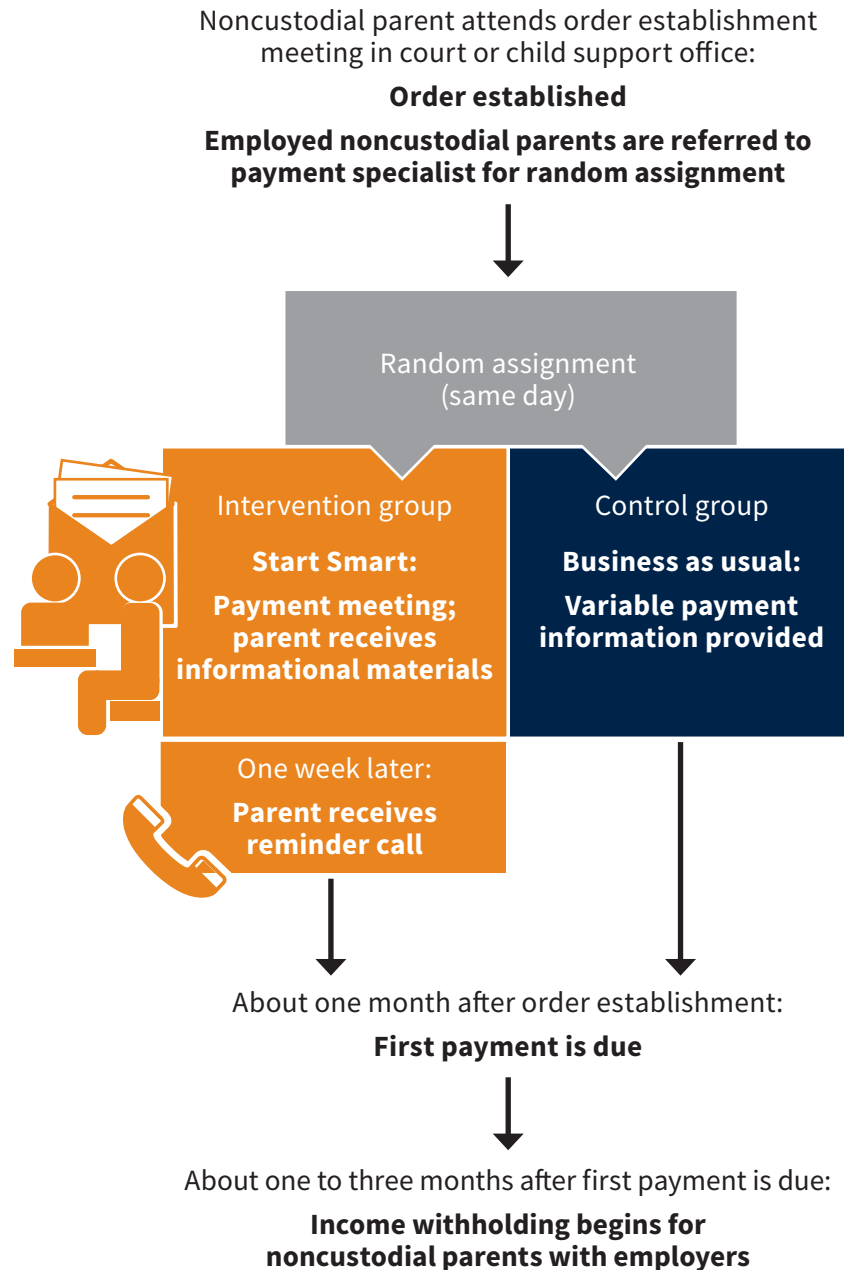 Noncustodial parent attends order establishment
meeting in court or child support office:
Order established
Employed noncustodial parents are referred to
payment specialist for random assignment
Random assignment
(same day)
Intervention group
Start Smart:
Payment meeting;
parent receives
informational materials
Control group
Business as usual:
Variable payment
information provided
One week later:
Parent receives
reminder call
About one month after order establishment:
First payment is due
About one to three months after first payment is due:
Income withholding begins for
noncustodial parents with employers